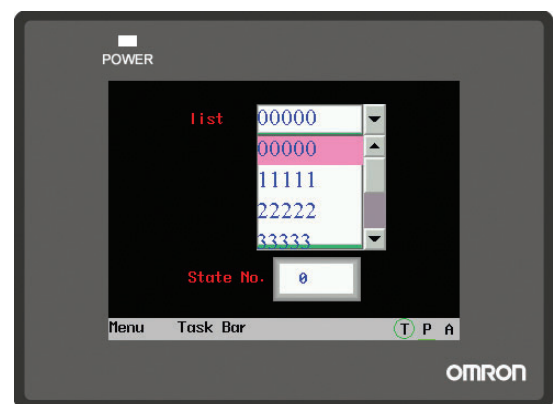 POWER
list 00000
00000
11111
22222
33333
State No. 0
Menu Task Bar T P A
OMRON